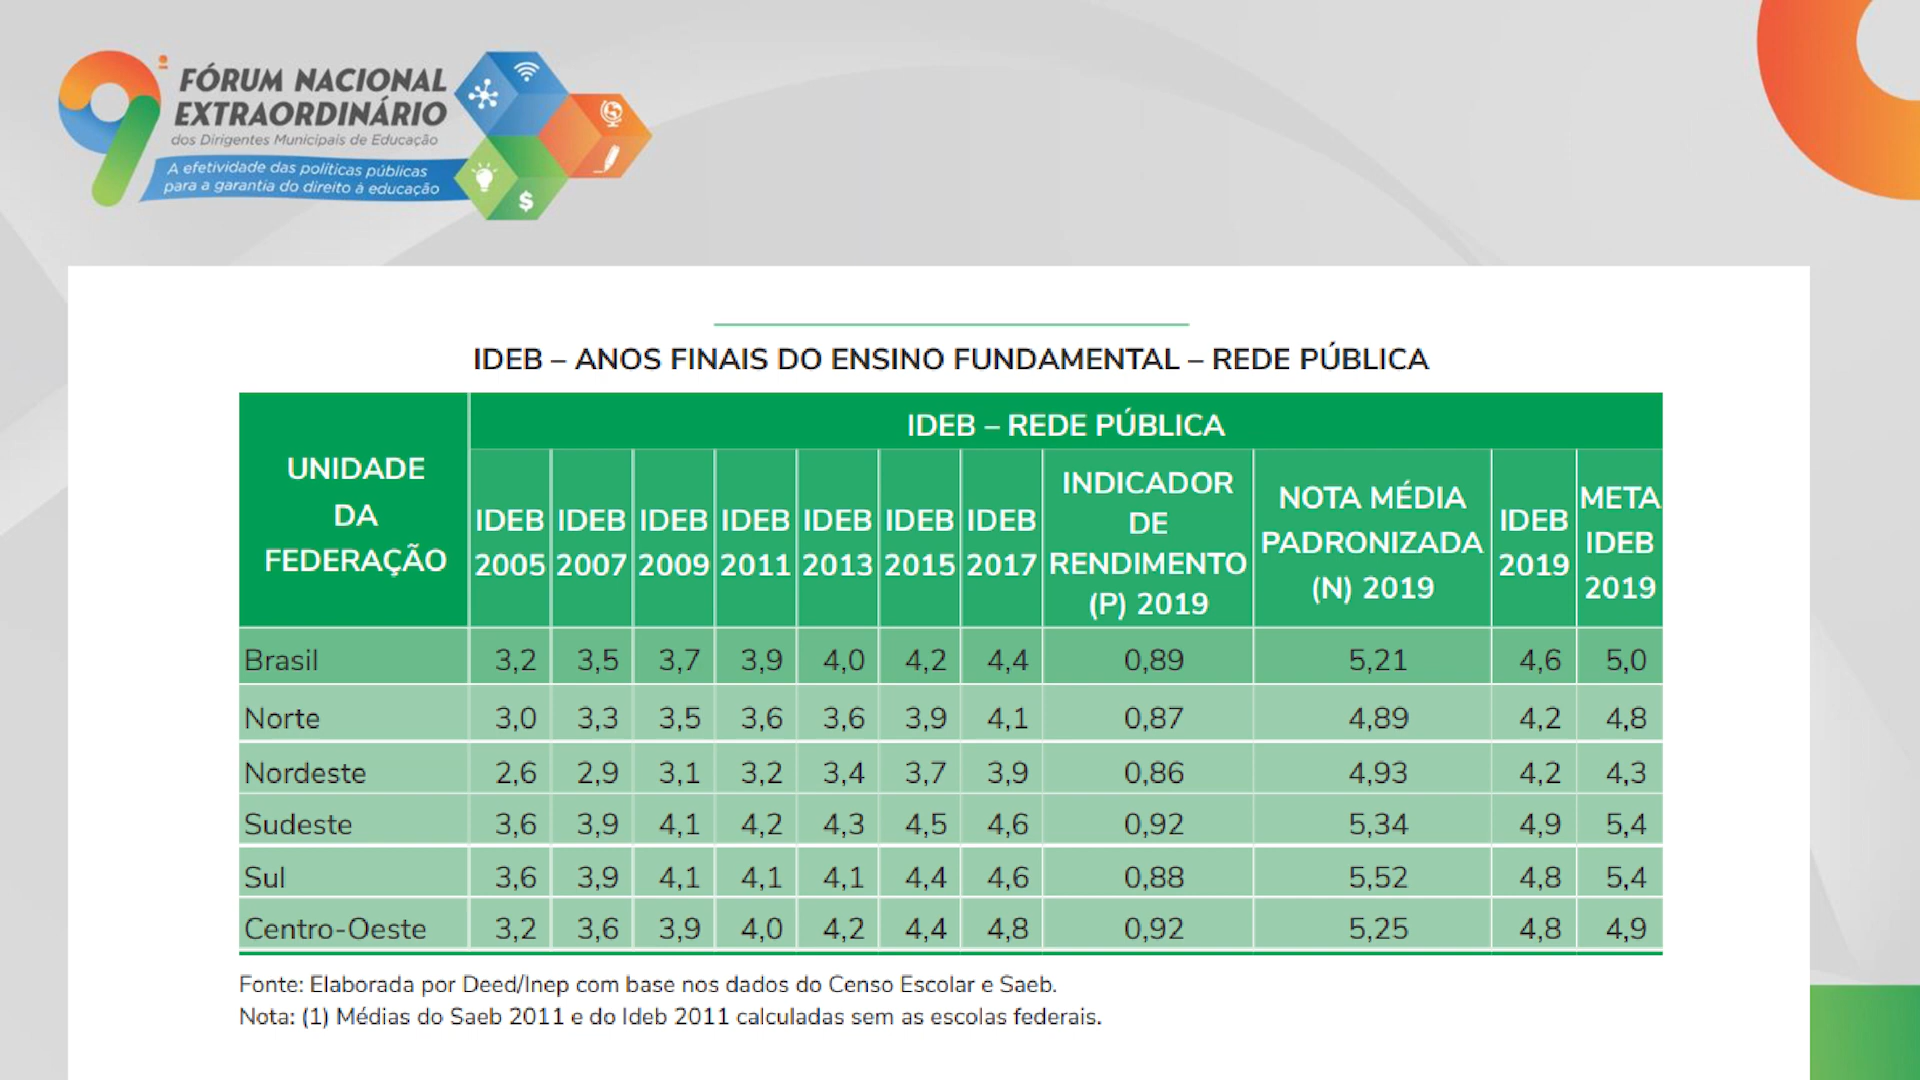 9º
FÓRUM NACIONAL
EXTRAORDINÁRIO
dos Dirigentes Municipais de Educação
A efetividade das políticas públicas
para a garantia do direito à educação
$
IDEB – ANOS FINAIS DO ENSINO FUNDAMENTAL – REDE PÚBLICA
UNIDADE DA FEDERAÇÃO
IDEB – REDE PÚBLICA
IDEB 2005 IDEB 2007 IDEB 2009 IDEB 2011 IDEB 2013 IDEB 2015 IDEB 2017 INDICADOR DE RENDIMENTO (P) 2019 NOTA MÉDIA PADRONIZADA (N) 2019 IDEB 2019 META IDEB 2019
Brasil 3,2 3,5 3,7 3,9 4,0 4,2 4,4 0,89 5,21 4,6 5,0
Norte 3,0 3,3 3,5 3,6 3,6 3,9 4,1 0,87 4,89 4,2 4,8
Nordeste 2,6 2,9 3,1 3,2 3,4 3,7 3,9 0,86 4,93 4,2 4,3
Sudeste 3,6 3,9 4,1 4,2 4,3 4,5 4,6 0,92 5,34 4,9 5,4
Sul 3,6 3,9 4,1 4,1 4,1 4,4 4,6 0,88 5,52 4,8 5,4
Centro-Oeste 3,2 3,6 3,9 4,0 4,2 4,4 4,8 0,92 5,25 4,8 4,9
Fonte: Elaborada por Deed/Inep com base nos dados do Censo Escolar e Saeb.
Nota: (1) Médias do Saeb 2011 e do Ideb 2011 calculadas sem as escolas federais.